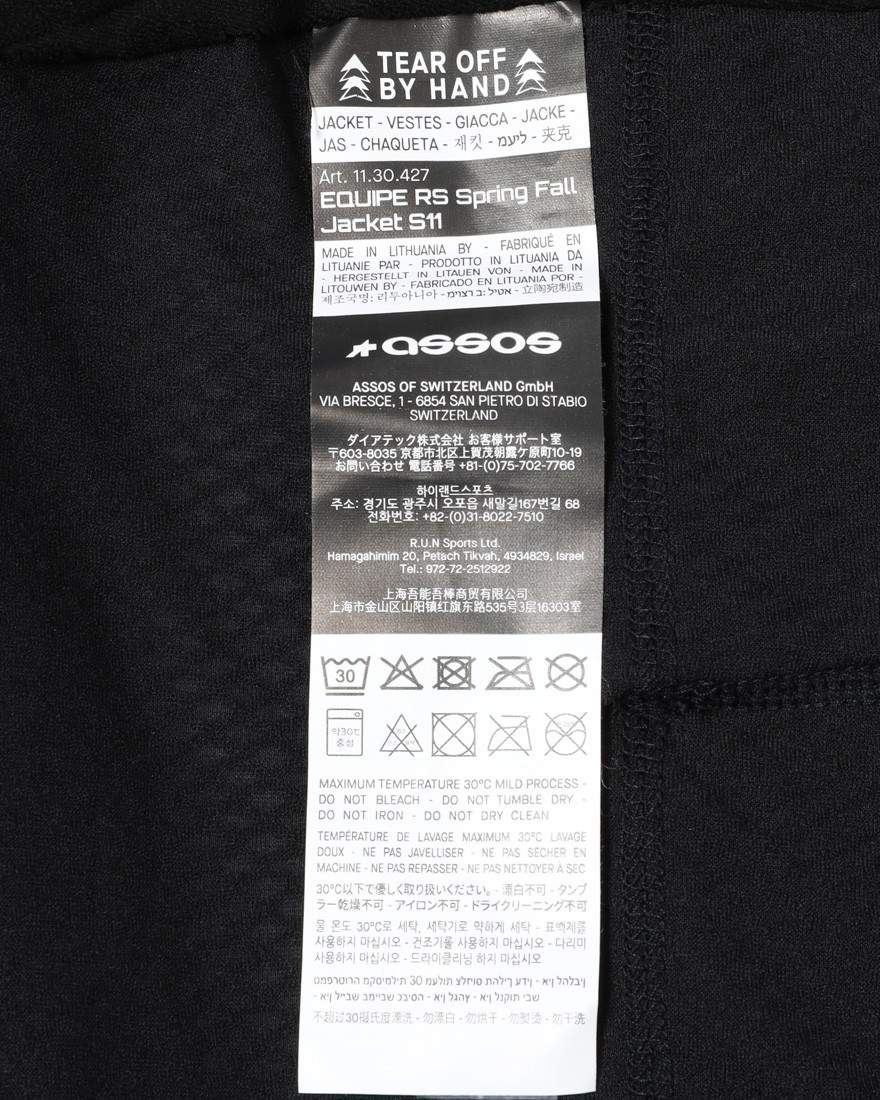 TEAR OFF
BY HAND
JACKET - VESTES - GIACCA - JACKE -
JAS - CHAQUETA - 재킷 - מעיל - 夹克
Art. 11.30.427
EQUIPE RS Spring Fall
Jacket S11
MADE IN LITHUANIA BY - FABRIQUÉ EN
LITUANIE PAR - PRODOTTO IN LITUANIA DA
- HERGESTELLT IN LITAUEN VON - MADE IN
LITOUWEN BY - FABRICADO EN LITUANIA POR -
제조국명: 리투아니아 - 立陶宛制造
assos
ASSOS OF SWITZERLAND GmbH
VIA BRESCE, 1 - 6854 SAN PIETRO DI STABIO
SWITZERLAND
ダイアテック株式会社 お客様サポート室
〒603-8035 京都市北区上賀茂朝露ケ原町10-19
お問い合わせ 電話番号 +81-(0)75-702-7766
하이랜드스포츠
주소: 경기도 광주시 오포읍 새말길167번길 68
전화번호: +82-(0)31-8022-7510
R.U.N Sports Ltd.
Hamagahimim 20, Petach Tikvah, 4934829, Israel
Tel.: 972-72-2512922
上海吾能吾棒商贸有限公司
上海市金山区山阳镇红旗东路535号3层16303室
30
약30℃
중성
MAXIMUM TEMPERATURE 30°C MILD PROCESS -
DO NOT BLEACH - DO NOT TUMBLE DRY -
DO NOT IRON - DO NOT DRY CLEAN
TEMPÉRATURE DE LAVAGE MAXIMUM 30°C LAVAGE
DOUX - NE PAS JAVELLISER - NE PAS SÉCHER EN
MACHINE - NE PAS REPASSER - NE PAS NETTOYER À SEC
30°C以下で優しく取り扱いください。- 漂白不可 - タンブ
ラー乾燥不可 - アイロン不可 - ドライクリーニング不可
물 온도 30°C로 세탁, 세탁기로 약하게 세탁 - 표백제를
사용하지 마십시오 - 건조기를 사용하지 마십시오 - 다리미
사용하지 마십시오 - 드라이클리닝 하지 마십시오
30
不超过30摄氏度漂洗 - 勿漂白 - 勿烘干 - 勿熨烫 - 勿干洗